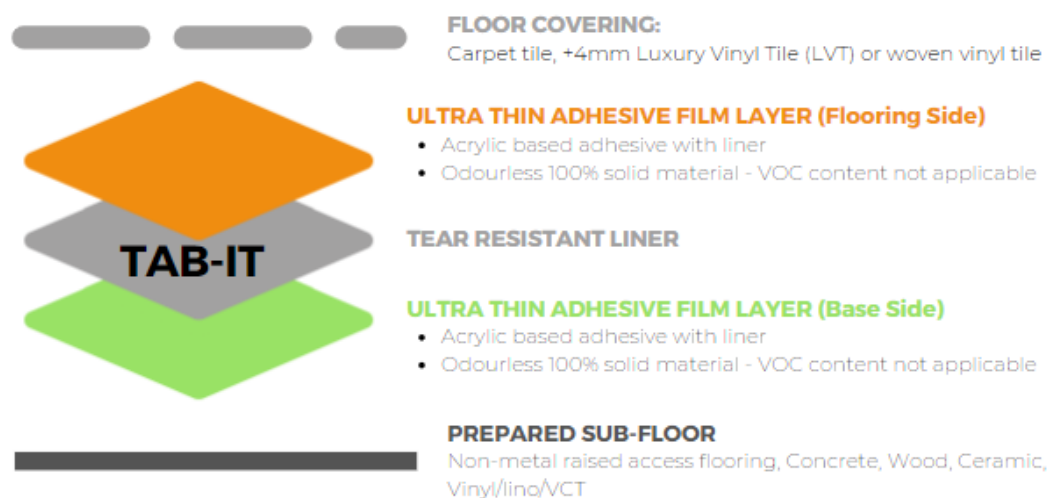 FLOOR COVERING:
Carpet tile, +4mm Luxury Vinyl Tile (LVT) or woven vinyl tile
ULTRA THIN ADHESIVE FILM LAYER (Flooring Side)
• Acrylic based adhesive with liner
• Odourless 100% solid material - VOC content not applicable
TAB-IT
TEAR RESISTANT LINER
ULTRA THIN ADHESIVE FILM LAYER (Base Side)
• Acrylic based adhesive with liner
• Odourless 100% solid material - VOC content not applicable
PREPARED SUB-FLOOR
Non-metal raised access flooring, Concrete, Wood, Ceramic,
Vinyl/lino/VCT